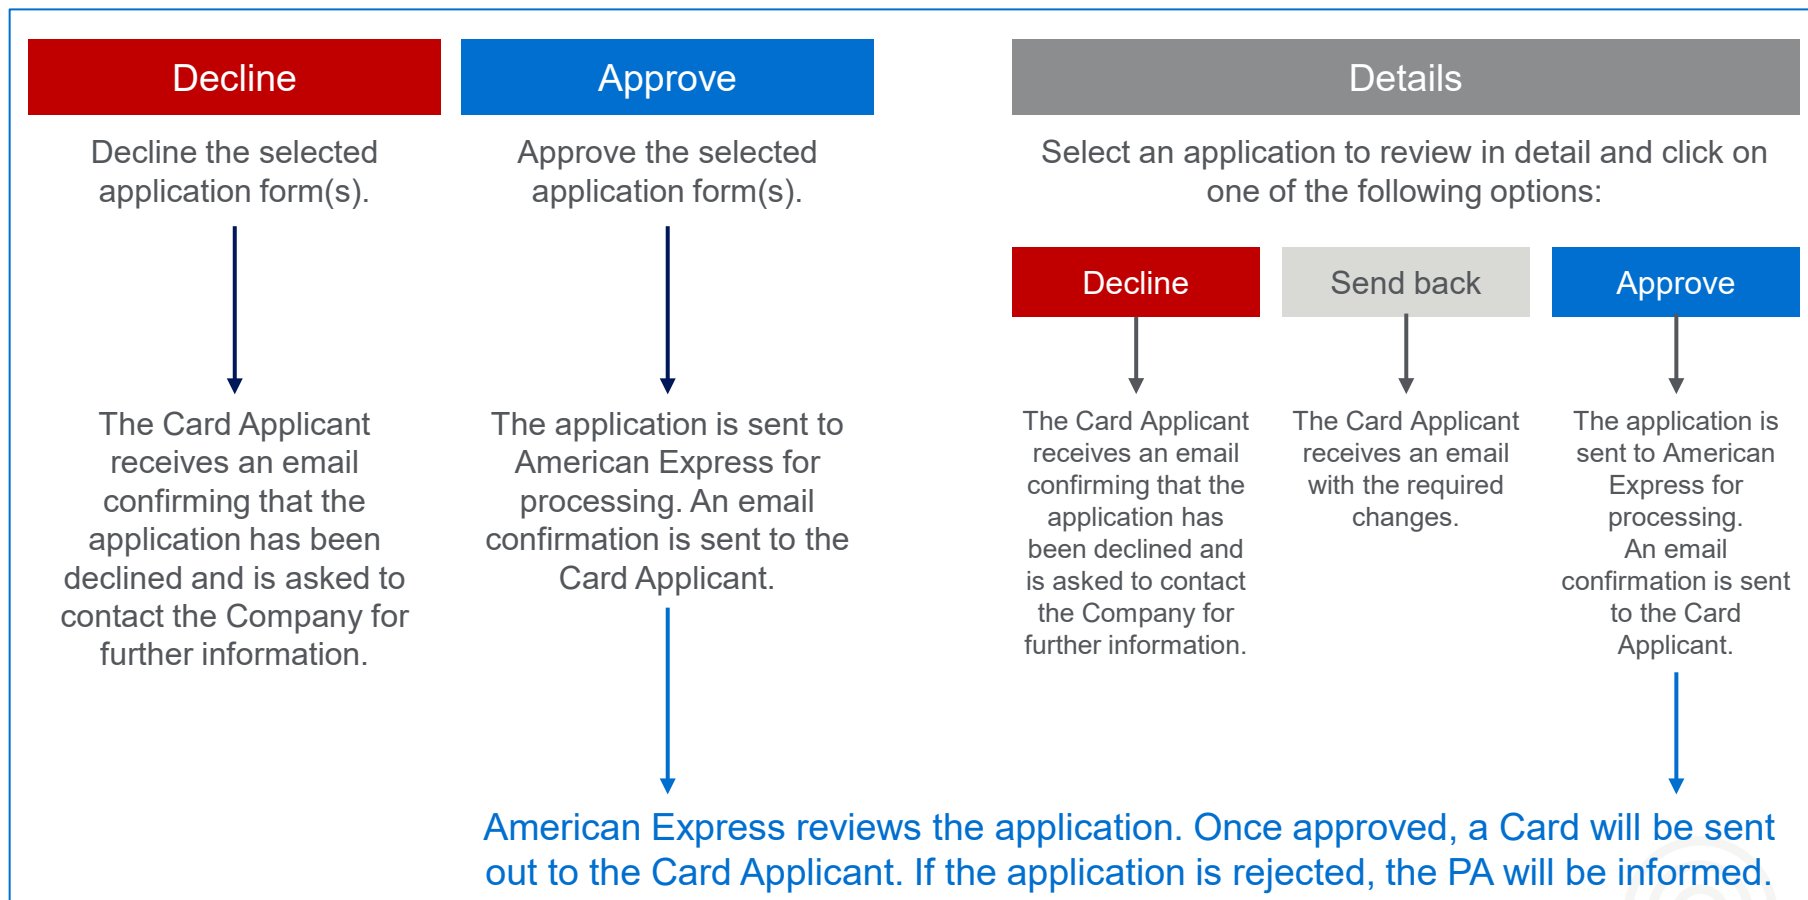 Decline
Decline the selected
application form(s).
The Card Applicant
receives an email
confirming that the
application has been
declined and is asked to
contact the Company for
further information.
Approve
Approve the selected
application form(s).
The application is sent to
American Express for
processing. An email
confirmation is sent to the
Card Applicant.
Details
Select an application to review in detail and click on
one of the following options:
Decline
The Card Applicant
receives an email
confirming that the
application has
been declined and
is asked to contact
the Company for
further information.
Send back
The Card Applicant
receives an email
with the required
changes.
Approve
The application is
sent to American
Express for
processing.
An email
confirmation is sent
to the Card
Applicant.
American Express reviews the application. Once approved, a Card will be sent
out to the Card Applicant. If the application is rejected, the PA will be informed.